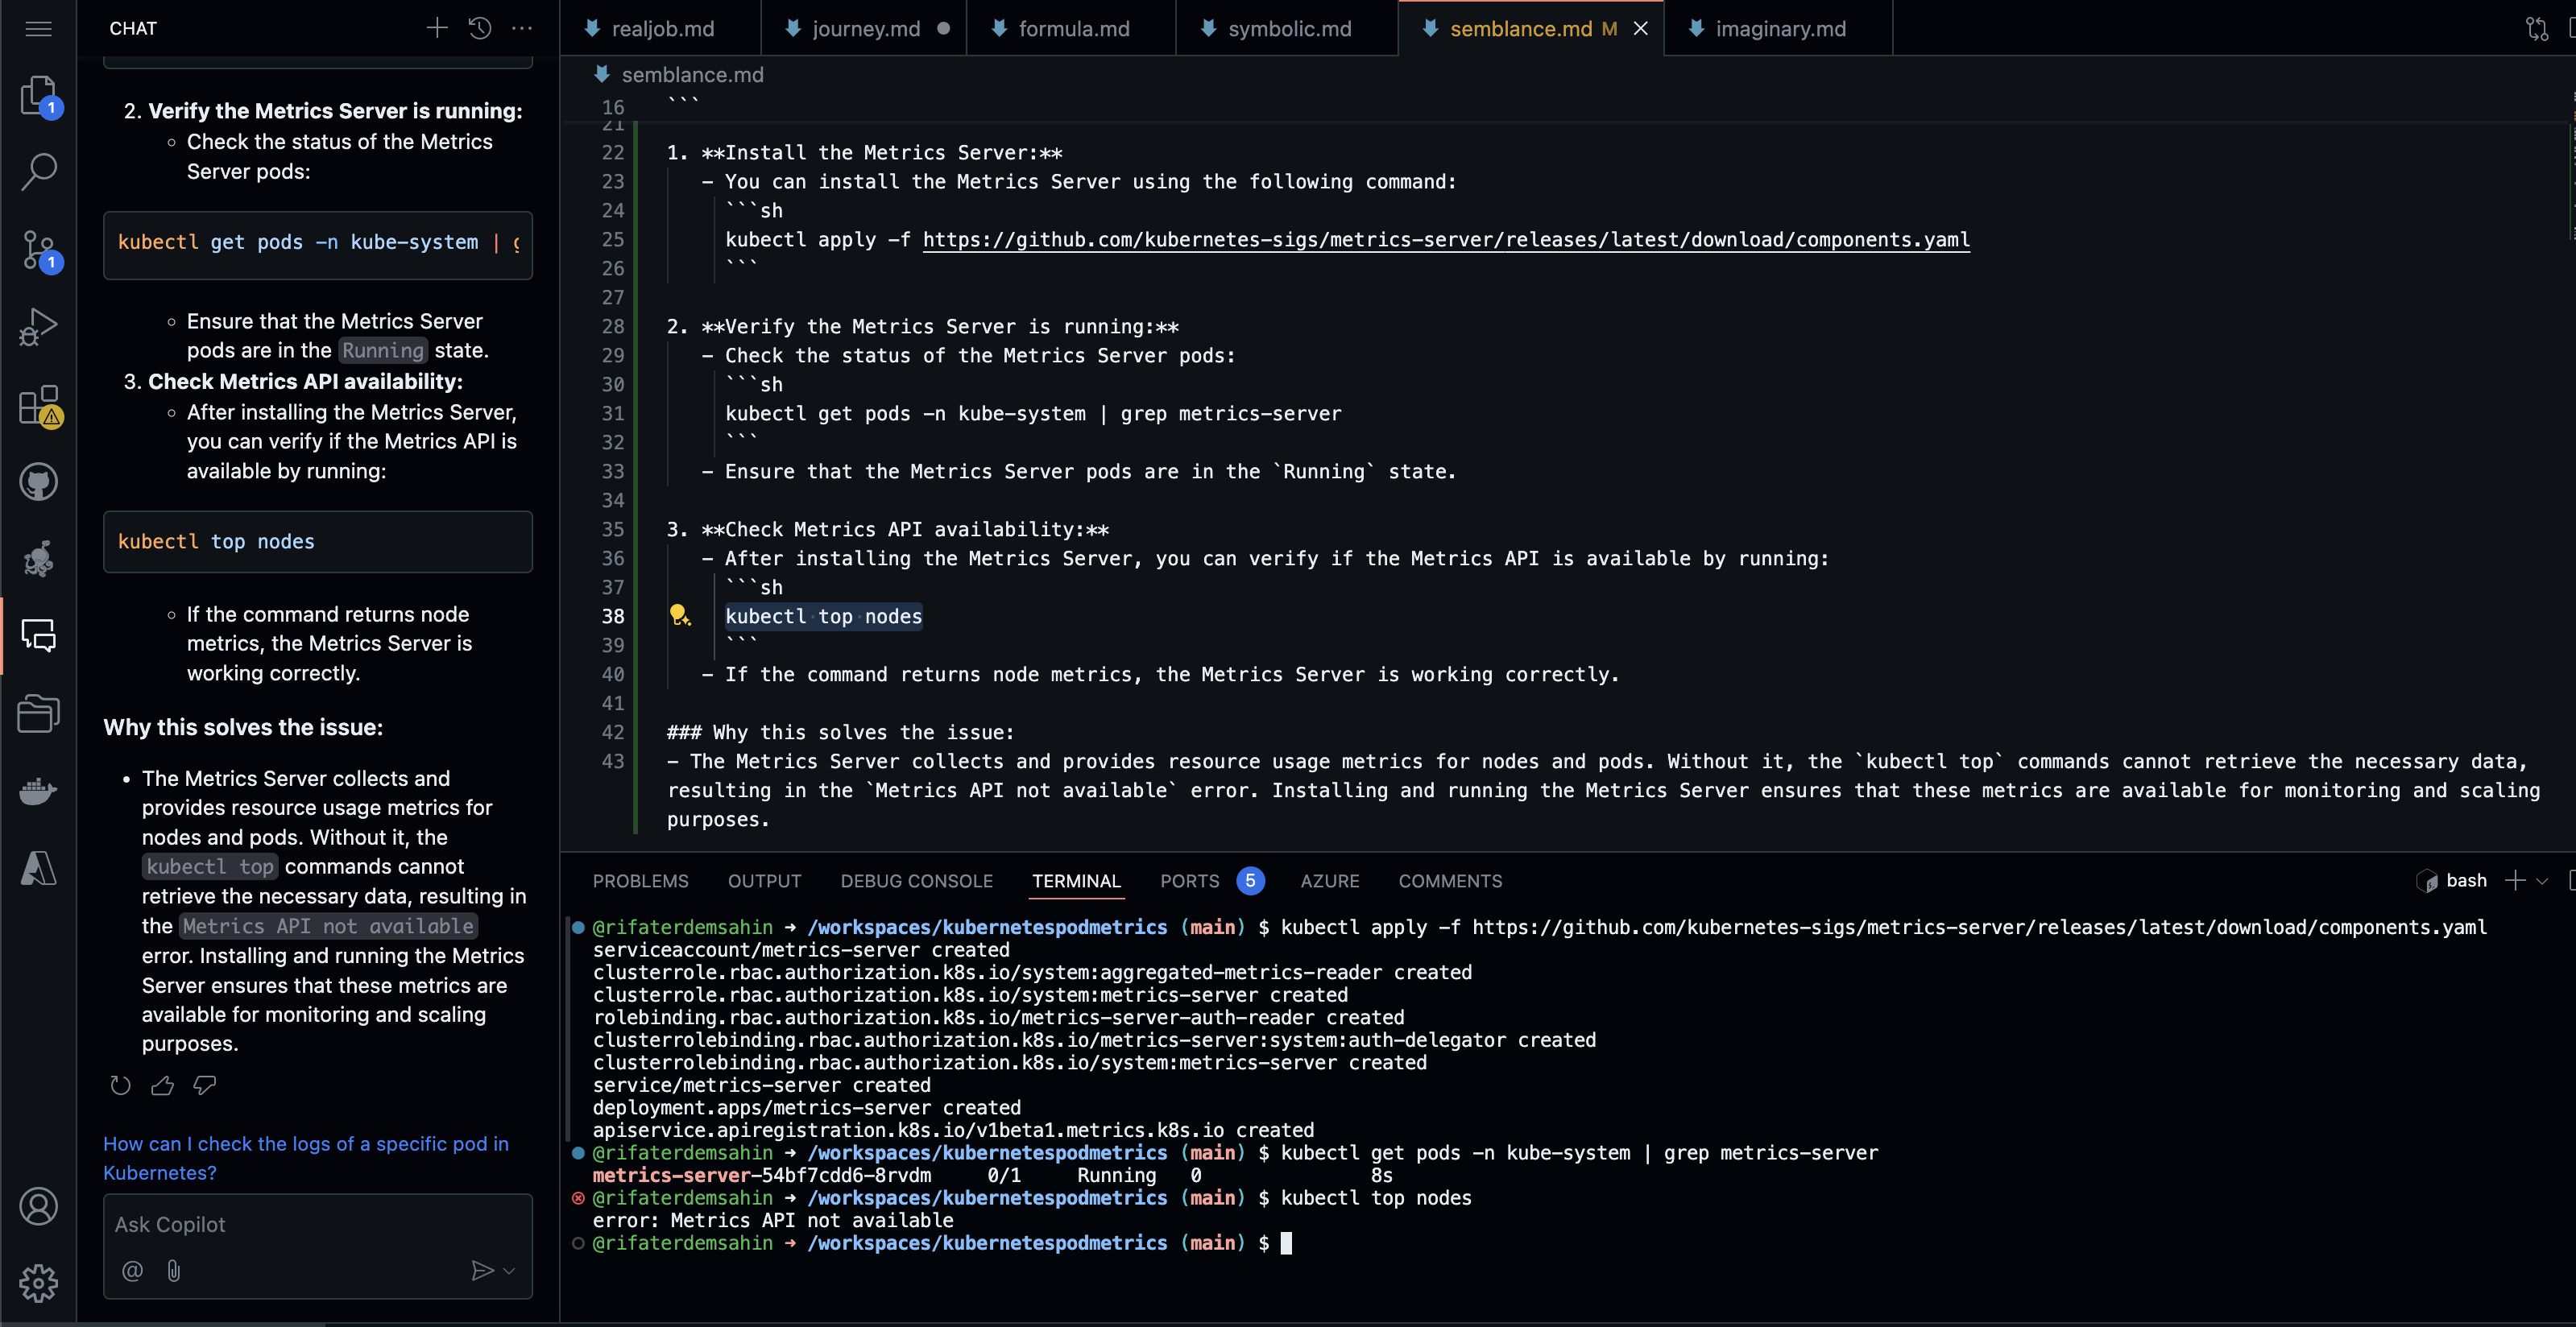 CHAT
2. Verify the Metrics Server is running:
Check the status of the Metrics
Server pods:
kubectl get pods -n kube-system | g
Ensure that the Metrics Server
pods are in the Running state.
3. Check Metrics API availability:
After installing the Metrics Server,
you can verify if the Metrics API is
available by running:
kubectl top nodes
If the command returns node
metrics, the Metrics Server is
working correctly.
Why this solves the issue:
• The Metrics Server collects and
provides resource usage metrics for
nodes and pods. Without it, the
kubectl top commands cannot
retrieve the necessary data, resulting in
the Metrics API not available
error. Installing and running the Metrics
Server ensures that these metrics are
available for monitoring and scaling
purposes.
How can I check the logs of a specific pod in
Kubernetes?
Ask Copilot
@
1
1
realjob.md
journey.md
formula.md
symbolic.md
semblance.md M
imaginary.md
semblance.md
16 ```
21
22 1. **Install the Metrics Server:**
23 - You can install the Metrics Server using the following command:
24 ```sh
25 kubectl apply -f https://github.com/kubernetes-sigs/metrics-server/releases/latest/download/components.yaml
26 ```
27
28 2. **Verify the Metrics Server is running:**
29 - Check the status of the Metrics Server pods:
30 ```sh
31 kubectl get pods -n kube-system | grep metrics-server
32 ```
33 - Ensure that the Metrics Server pods are in the `Running` state.
34
35 3. **Check Metrics API availability:**
36 - After installing the Metrics Server, you can verify if the Metrics API is available by running:
37 ```sh
38 kubectl top nodes
39 ```
40 - If the command returns node metrics, the Metrics Server is working correctly.
41
42 ### Why this solves the issue:
43 - The Metrics Server collects and provides resource usage metrics for nodes and pods. Without it, the `kubectl top` commands cannot retrieve the necessary data,
resulting in the `Metrics API not available` error. Installing and running the Metrics Server ensures that these metrics are available for monitoring and scaling
purposes.
PROBLEMS OUTPUT DEBUG CONSOLE TERMINAL PORTS 5 AZURE COMMENTS
bash
@rifaterdemsahin → /workspaces/kubernetespodmetrics (main) $ kubectl apply -f https://github.com/kubernetes-sigs/metrics-server/releases/latest/download/components.yaml
serviceaccount/metrics-server created
clusterrole.rbac.authorization.k8s.io/system:aggregated-metrics-reader created
clusterrole.rbac.authorization.k8s.io/system:metrics-server created
rolebinding.rbac.authorization.k8s.io/metrics-server-auth-reader created
clusterrolebinding.rbac.authorization.k8s.io/metrics-server:system:auth-delegator created
clusterrolebinding.rbac.authorization.k8s.io/system:metrics-server created
service/metrics-server created
deployment.apps/metrics-server created
apiservice.apiregistration.k8s.io/v1beta1.metrics.k8s.io created
@rifaterdemsahin → /workspaces/kubernetespodmetrics (main) $ kubectl get pods -n kube-system | grep metrics-server
metrics-server-54bf7cdd6-8rvdm 0/1 Running 0 8s
@rifaterdemsahin → /workspaces/kubernetespodmetrics (main) $ kubectl top nodes
error: Metrics API not available
@rifaterdemsahin → /workspaces/kubernetespodmetrics (main) $